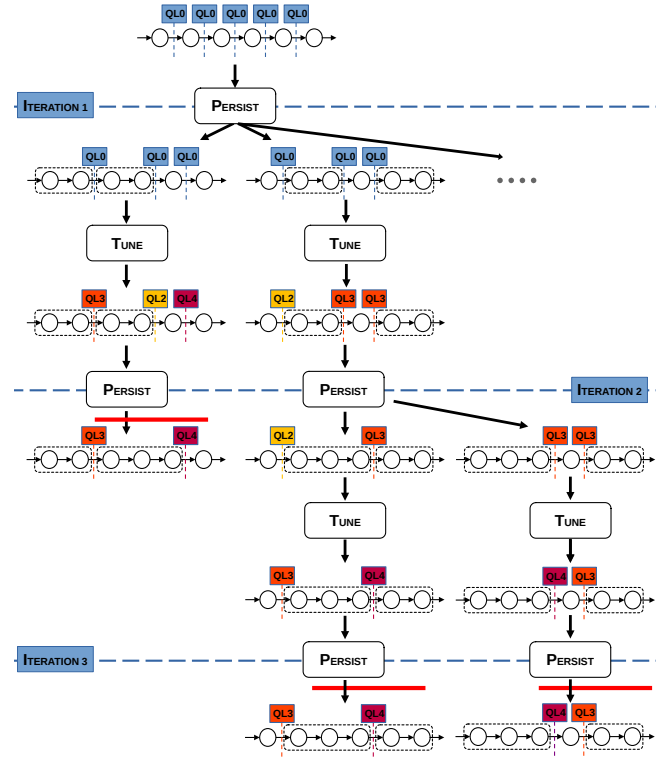 QL0 QL0 QL0 QL0 QL0
ITERATION 1
PERSIST
QL0 QL0 QL0 QL0 QL0 QL0
TUNE TUNE
QL3 QL2 QL4 QL2 QL3 QL3
PERSIST PERSIST ITERATION 2
QL3 QL4 QL2 QL3 QL3 QL3
TUNE TUNE
QL3 QL4 QL4 QL3
ITERATION 3 PERSIST PERSIST
QL3 QL4 QL4 QL3